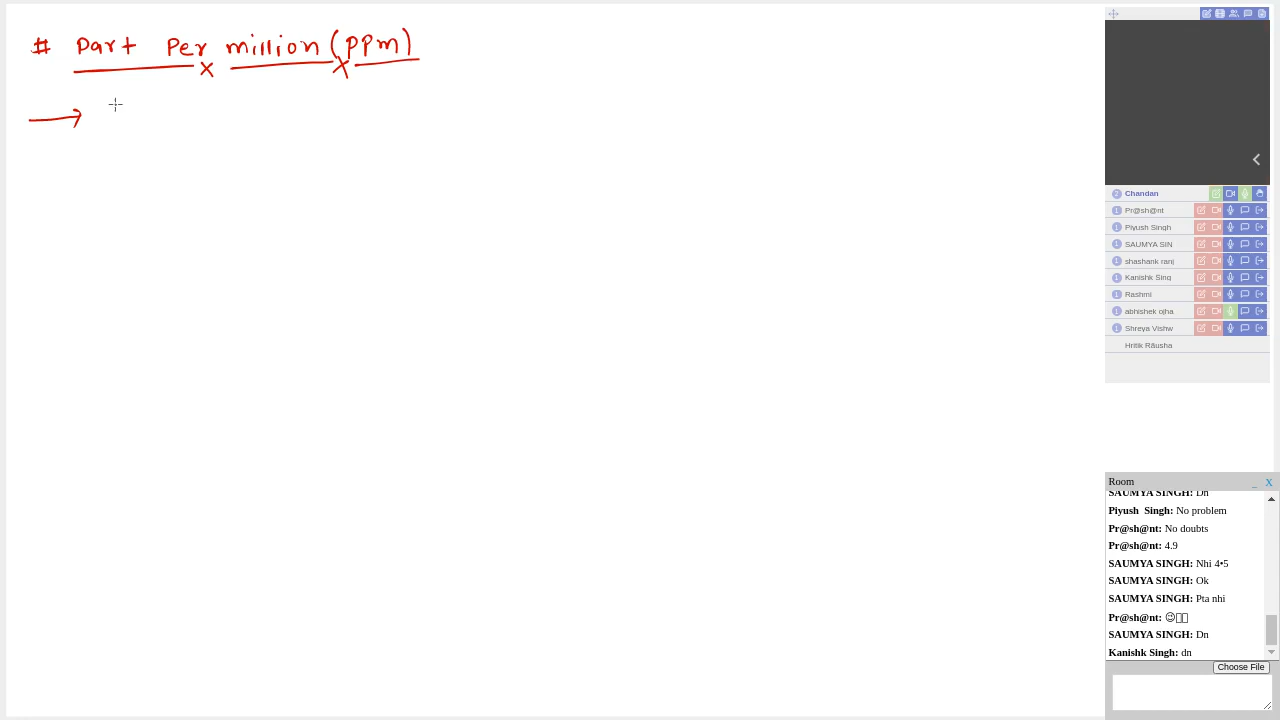 # Part Per million (ppm)
Chandan
Pr@sh@nt
Piyush Singh
SAUMYA SIN
shashank ranj
Kanishk Sing
Rashmi
abhishek ojha
Shreya Vishw
Hritik Räusha
Room _ X
SAUMYA SINGH: Dn
Piyush Singh: No problem
Pr@sh@nt: No doubts
Pr@sh@nt: 4.9
SAUMYA SINGH: Nhi 4•5
SAUMYA SINGH: Ok
SAUMYA SINGH: Pta nhi
Pr@sh@nt: 😉
SAUMYA SINGH: Dn
Kanishk Singh: dn
Choose File